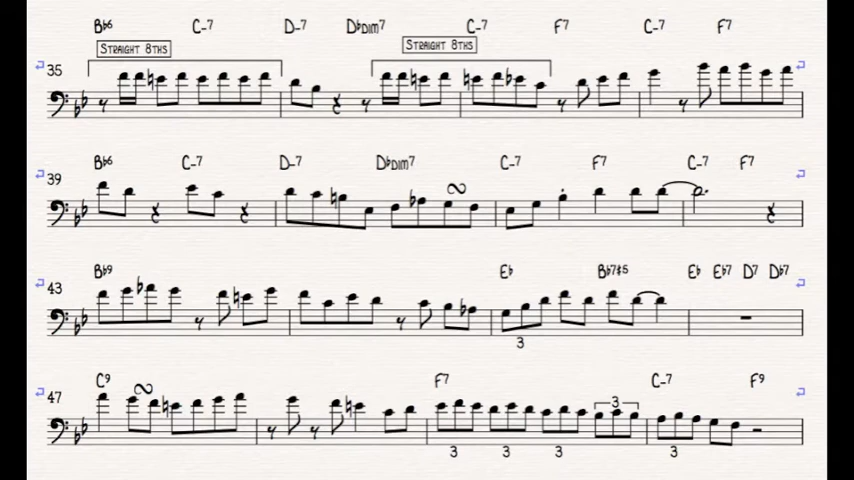 B♭6 C-7 D-7 D♭DIM7 C-7 F7 C-7 F7
STRAIGHT 8THS STRAIGHT 8THS
35
B♭6 C-7 D-7 D♭DIM7 C-7 F7 C-7 F7
39
B♭9 E♭ B♭7♯5 E♭ E♭7 D7 D♭7
43
3
C9 F7 C-7 F9
47
3
3 3 3 3